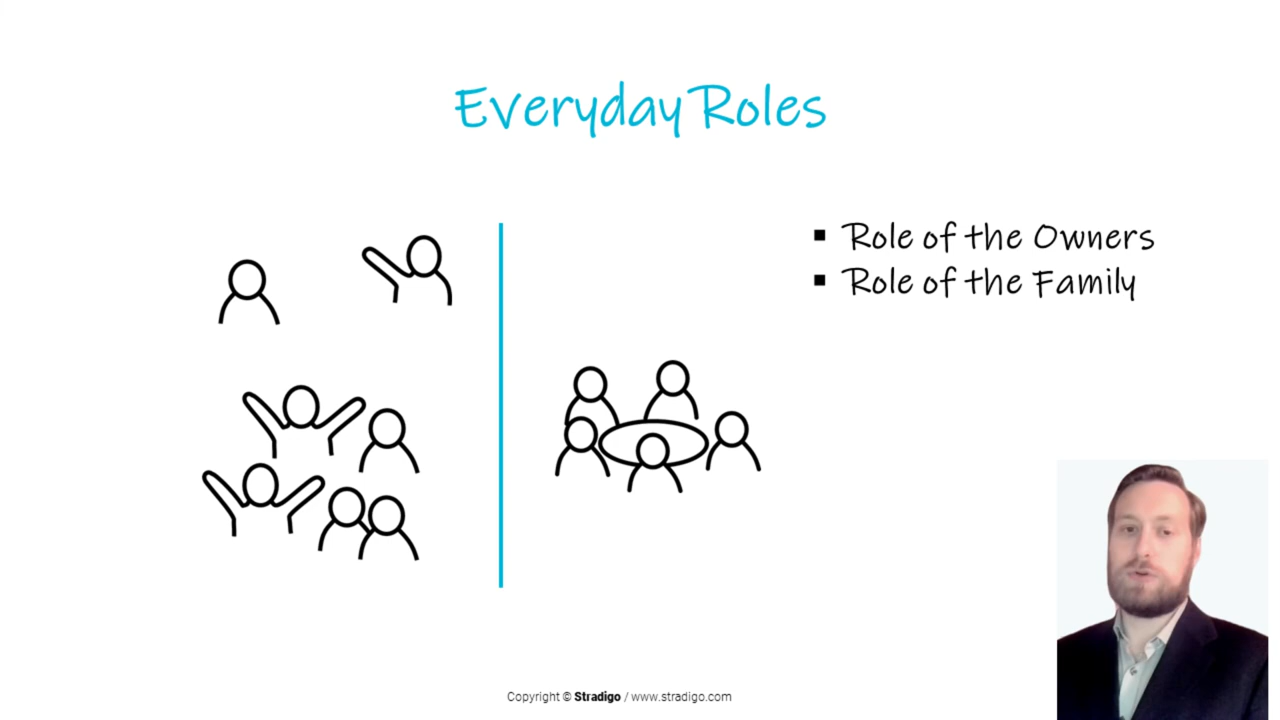 Everyday Roles
▪ Role of the Owners
▪ Role of the Family
Copyright © Stradigo / www.stradigo.com